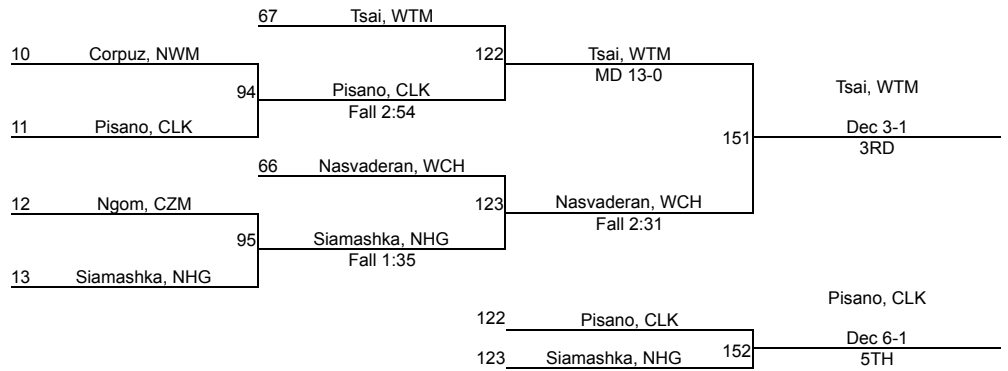 67 Tsai, WTM
10 Corpuz, NWM
122 Tsai, WTM
MD 13-0
Tsai, WTM
94 Pisano, CLK
Fall 2:54
11 Pisano, CLK
151 Dec 3-1
3RD
66 Nasvaderan, WCH
12 Ngom, CZM
123 Nasvaderan, WCH
Fall 2:31
95 Siamashka, NHG
Fall 1:35
13 Siamashka, NHG
Pisano, CLK
122 Pisano, CLK
Dec 6-1
123 Siamashka, NHG 152
5TH